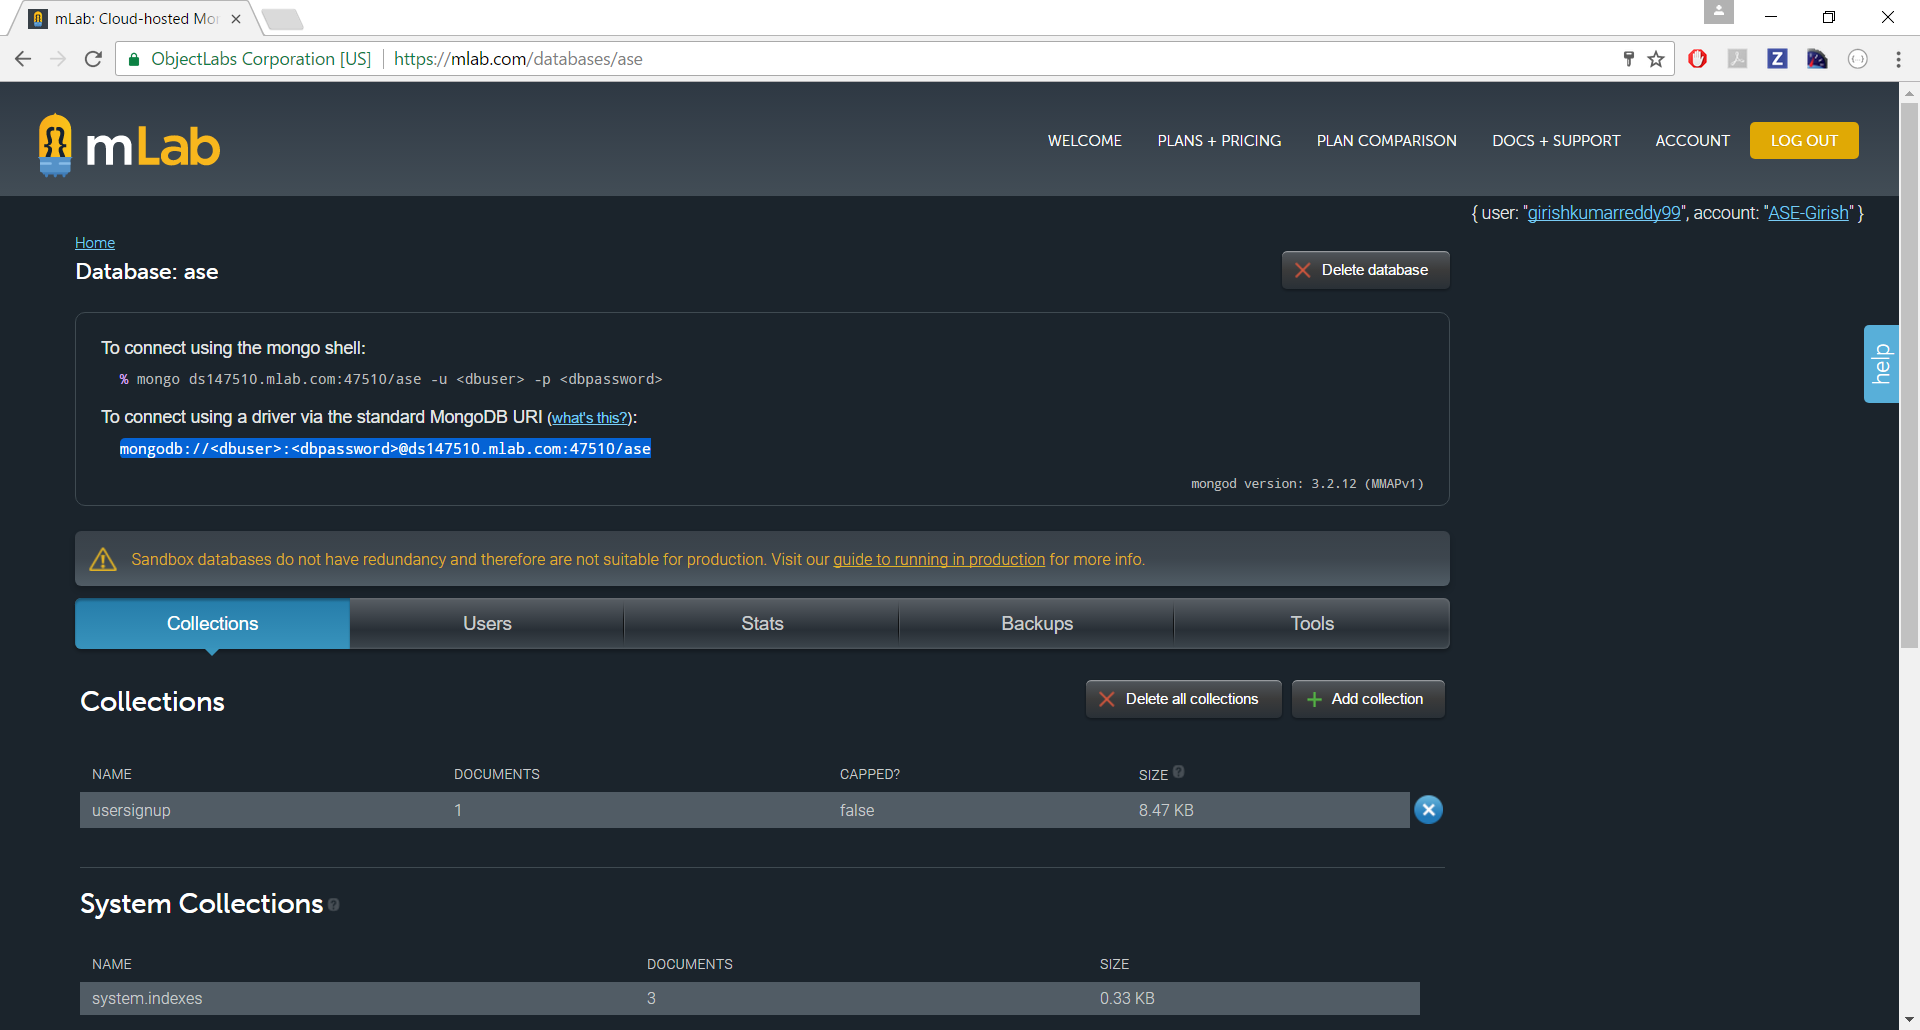 mLab: Cloud-hosted Mo
ObjectLabs Corporation [US] https://mlab.com/databases/ase
mLab
WELCOME PLANS + PRICING PLAN COMPARISON DOCS + SUPPORT ACCOUNT LOG OUT
{ user: "girishkumarreddy99", account: "ASE-Girish" }
Home
Database: ase
Delete database
To connect using the mongo shell:
% mongo ds147510.mlab.com:47510/ase -u <dbuser> -p <dbpassword>
To connect using a driver via the standard MongoDB URI (what's this?):
mongodb://<dbuser>:<dbpassword>@ds147510.mlab.com:47510/ase
mongod version: 3.2.12 (MMAPv1)
help
Sandbox databases do not have redundancy and therefore are not suitable for production. Visit our guide to running in production for more info.
Collections Users Stats Backups Tools
Collections
Delete all collections Add collection
NAME DOCUMENTS CAPPED? SIZE ?
usersignup 1 false 8.47 KB
System Collections ?
NAME DOCUMENTS SIZE
system.indexes 3 0.33 KB